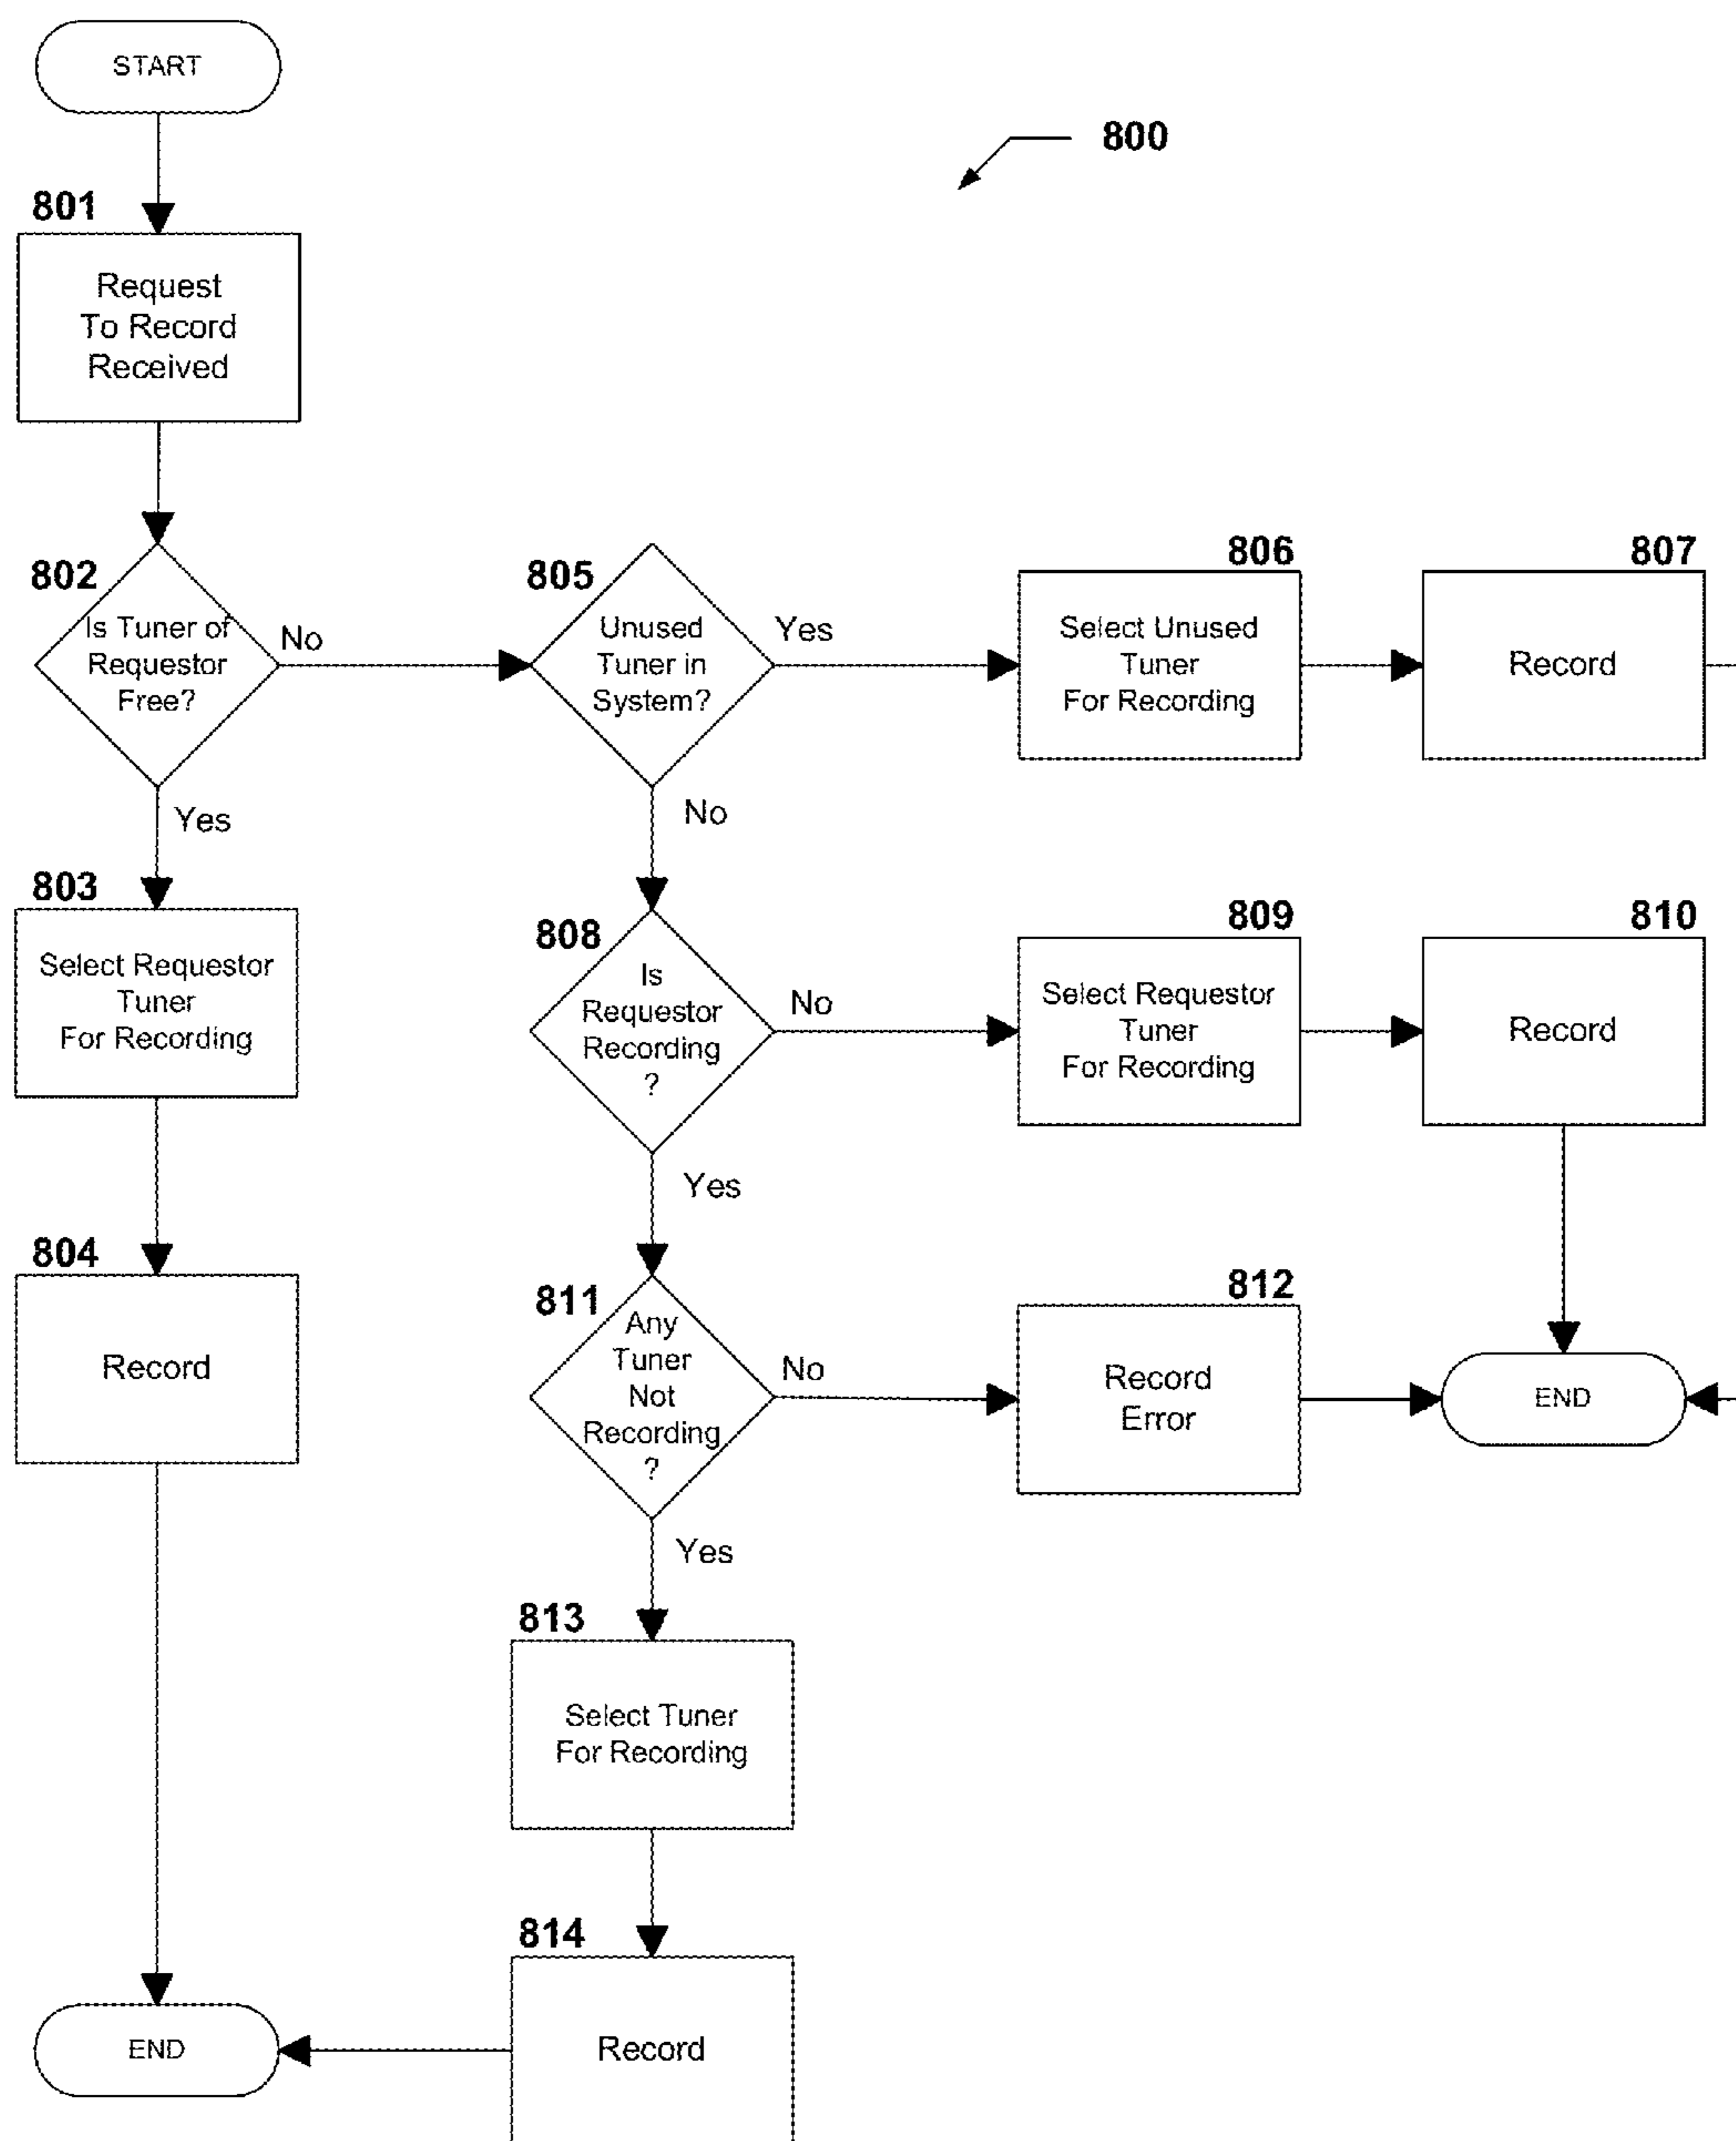 START
800
801
Request
To Record
Received
802
Is Tuner of
Requestor
Free?
No
Yes
805
Unused
Tuner in
System?
Yes
No
806
Select Unused
Tuner
For Recording
807
Record
803
Select Requestor
Tuner
For Recording
808
Is
Requestor
Recording
?
No
Yes
809
Select Requestor
Tuner
For Recording
810
Record
804
Record
811
Any
Tuner
Not
Recording
?
No
Yes
812
Record
Error
END
813
Select Tuner
For Recording
814
Record
END